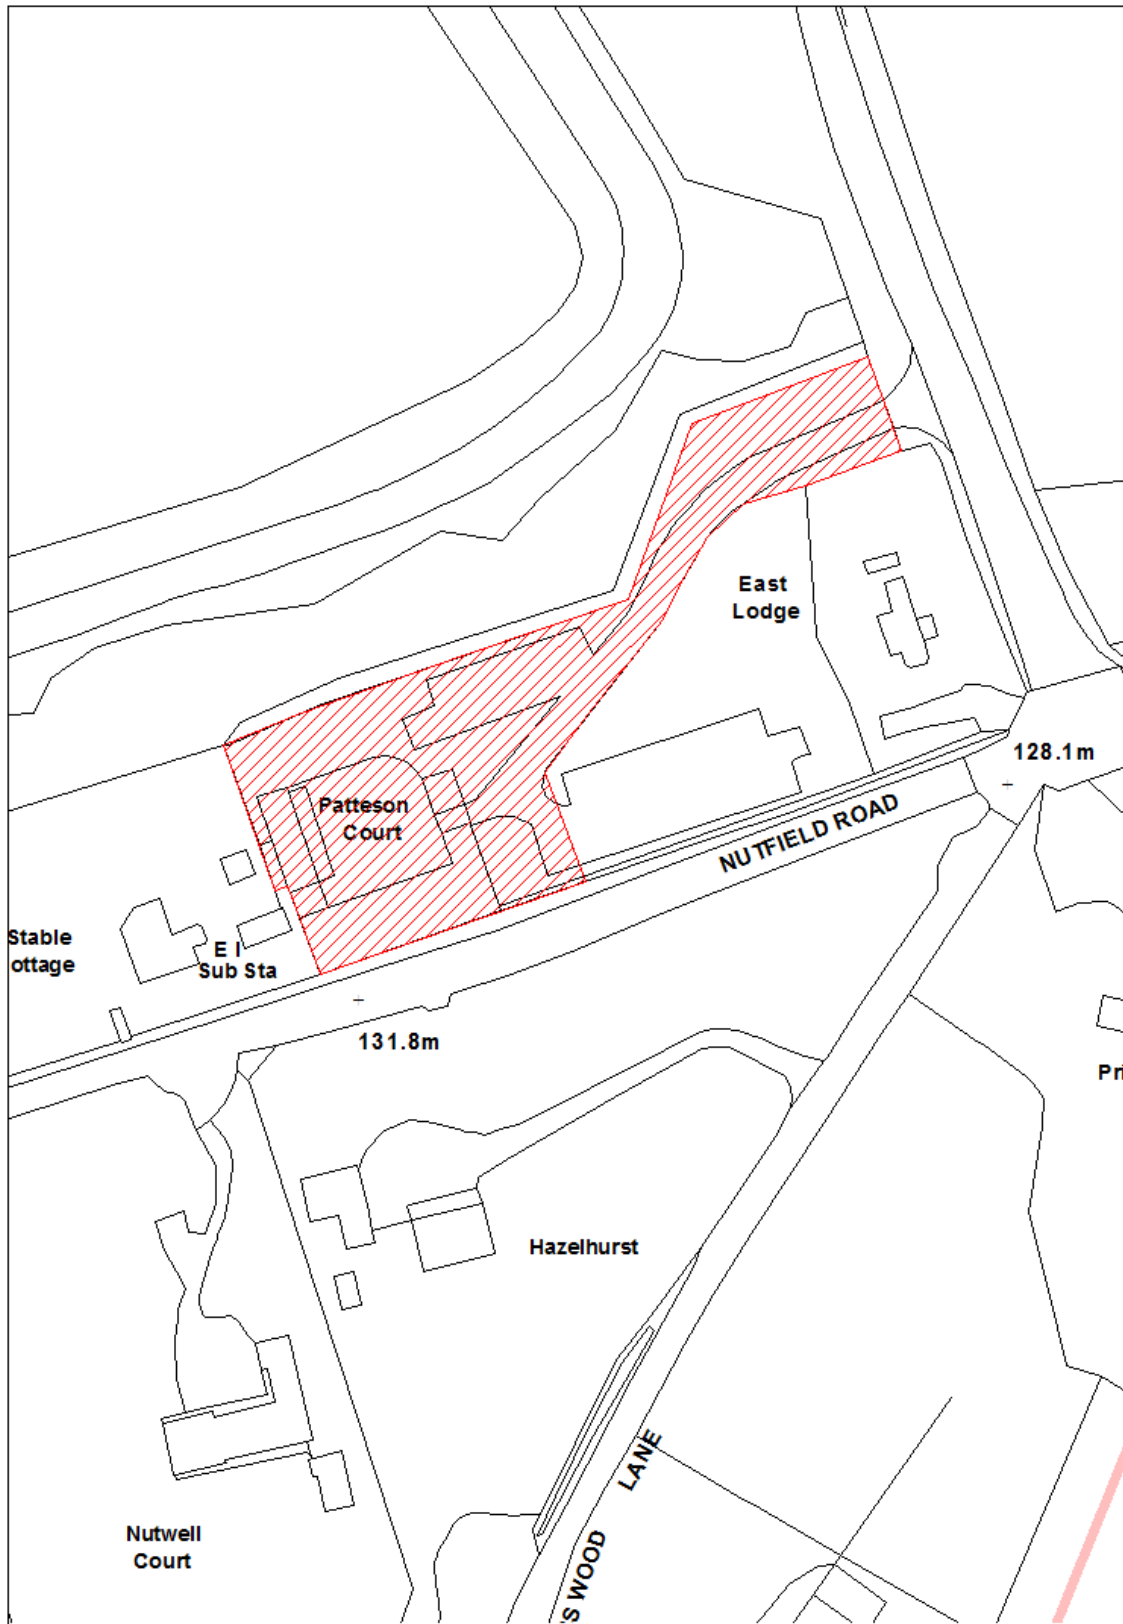 East
Lodge
128.1m
Patteson
Court
NUTFIELD ROAD
Stable
ottage
E I
Sub Sta
131.8m
Pri
Hazelhurst
LANE
S WOOD
Nutwell
Court